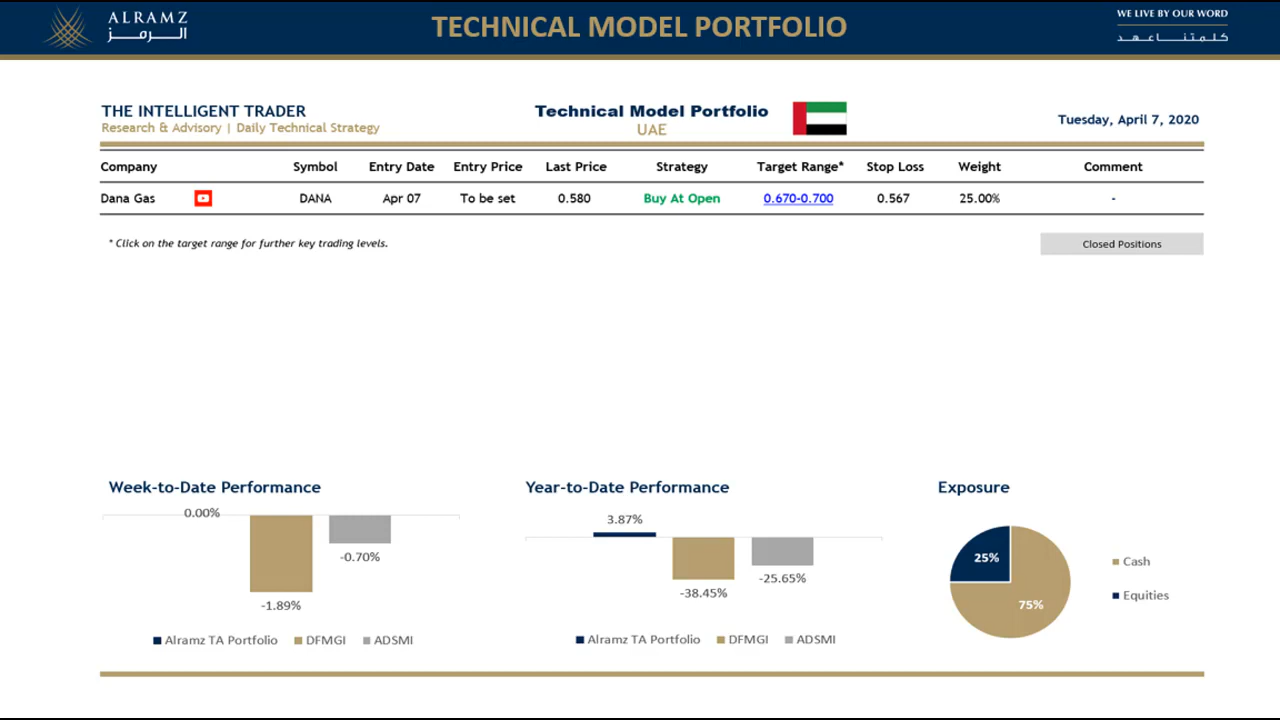 ALRAMZ
الرمز
TECHNICAL MODEL PORTFOLIO
WE LIVE BY OUR WORD
كلمتنا عهد
THE INTELLIGENT TRADER
Research & Advisory | Daily Technical Strategy
Technical Model Portfolio
UAE
Tuesday, April 7, 2020
Company Symbol Entry Date Entry Price Last Price Strategy Target Range* Stop Loss Weight Comment
Dana Gas DANA Apr 07 To be set 0.580 Buy At Open 0.670-0.700 0.567 25.00% -
* Click on the target range for further key trading levels.
Closed Positions
Week-to-Date Performance
0.00%
-0.70%
-1.89%
Alramz TA Portfolio DFMGI ADSMI
Year-to-Date Performance
3.87%
-25.65%
-38.45%
Alramz TA Portfolio DFMGI ADSMI
Exposure
25%
75%
Cash
Equities